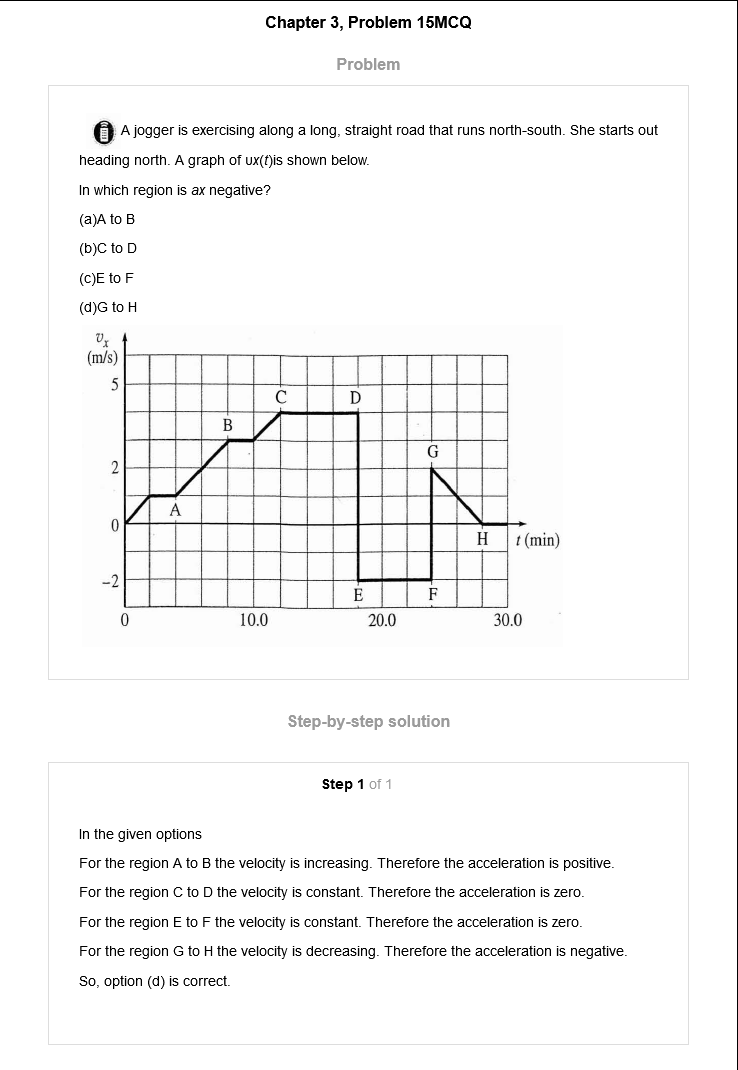 Chapter 3, Problem 15MCQ
Problem
A jogger is exercising along a long, straight road that runs north-south. She starts out
heading north. A graph of ux(t)is shown below.
In which region is ax negative?
(a)A to B
(b)C to D
(c)E to F
(d)G to H
vx
(m/s)
5
C
D
B
G
2
A
0
H
t (min)
-2
E
F
0
10.0
20.0
30.0
Step-by-step solution
Step 1 of 1
In the given options
For the region A to B the velocity is increasing. Therefore the acceleration is positive.
For the region C to D the velocity is constant. Therefore the acceleration is zero.
For the region E to F the velocity is constant. Therefore the acceleration is zero.
For the region G to H the velocity is decreasing. Therefore the acceleration is negative.
So, option (d) is correct.